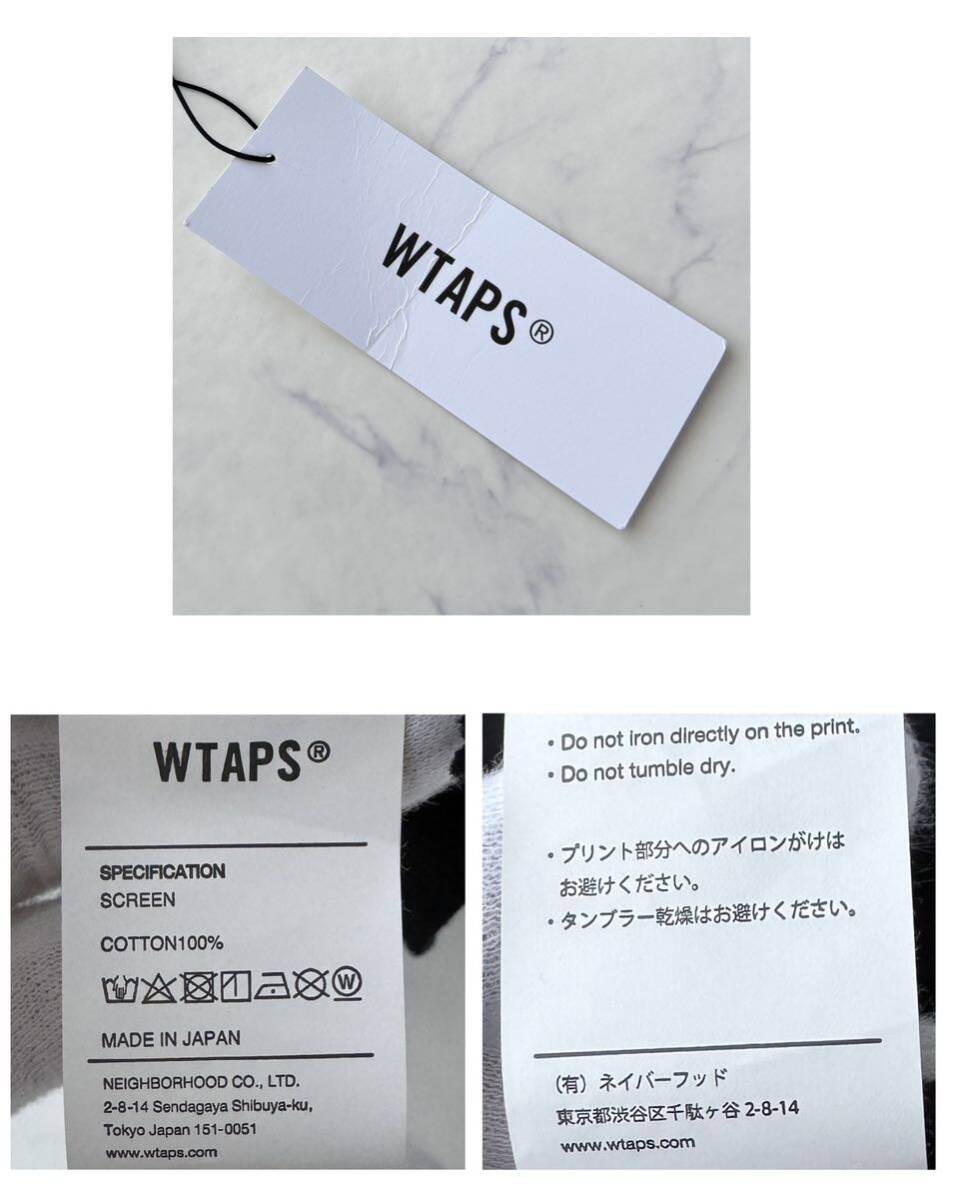 WTAPS®
WTAPS®
SPECIFICATION
SCREEN
COTTON100%
W
MADE IN JAPAN
NEIGHBORHOOD CO., LTD.
2-8-14 Sendagaya Shibuya-ku,
Tokyo Japan 151-0051
www.wtaps.com
・Do not iron directly on the print.
・Do not tumble dry.
・プリント部分へのアイロンがけは
お避けください。
・タンブラー乾燥はお避けください。
（有）ネイバーフッド
東京都渋谷区千駄ヶ谷 2-8-14
www.wtaps.com